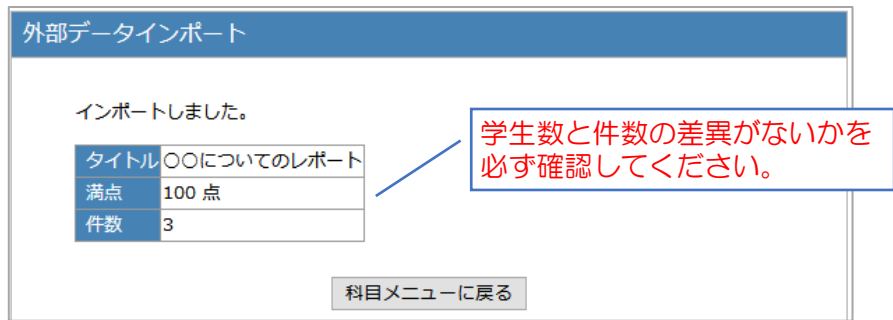 外部データインポート
インポートしました。
学生数と件数の差異がないかを
必ず確認してください。
タイトル 〇〇についてのレポート
満点 100 点
件数 3
科目メニューに戻る